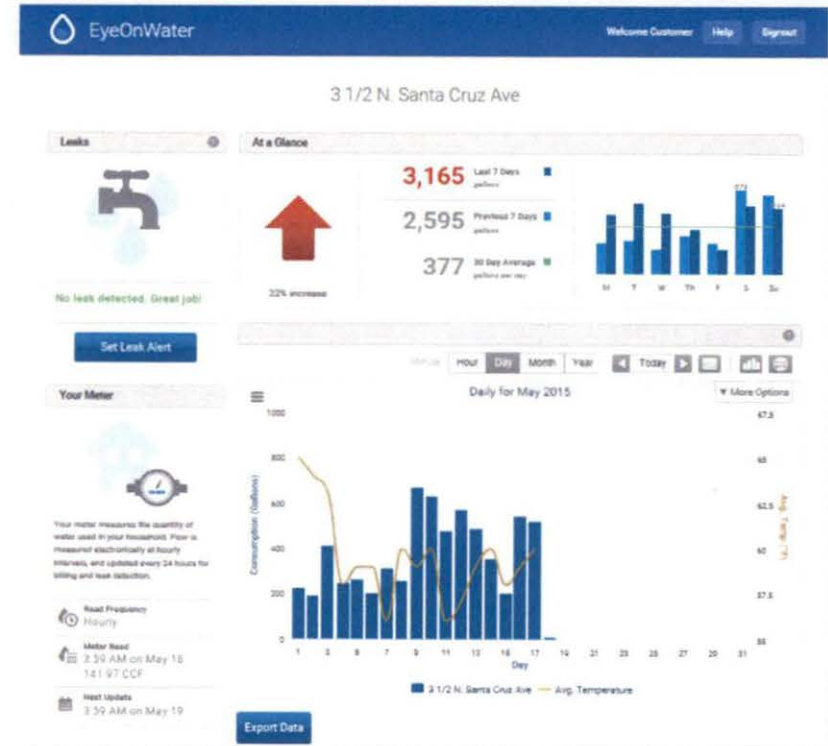 EyeOnWater
Welcome Customer Help Signout
3 1/2 N. Santa Cruz Ave
Leaks
No leak detected. Great job!
Set Leak Alert
At a Glance
22% increase
3,165 Last 7 Days
gallons
2,595 Previous 7 Days
gallons
377 30 Day Average
gallons per day
M T W Th F S Su
Your Meter
Your meter measures the quantity of
water used in your household. Flow is
measured electronically at hourly
intervals, and updated every 24 hours for
billing and leak detection.
Read Frequency
Hourly
Meter Read
3:59 AM on May 18
141.97 CCF
Next Update
3:59 AM on May 19
Hour Day Month Year Today
Daily for May 2015
▼ More Options
Consumption (Gallons)
1000
800
600
400
200
0
67.5
65
62.5
60
57.5
55
Avg. Temp (°F)
1 3 5 7 9 11 13 15 17 19 21 23 25 27 29 31
Day
3 1/2 N. Santa Cruz Ave Avg. Temperature
Export Data